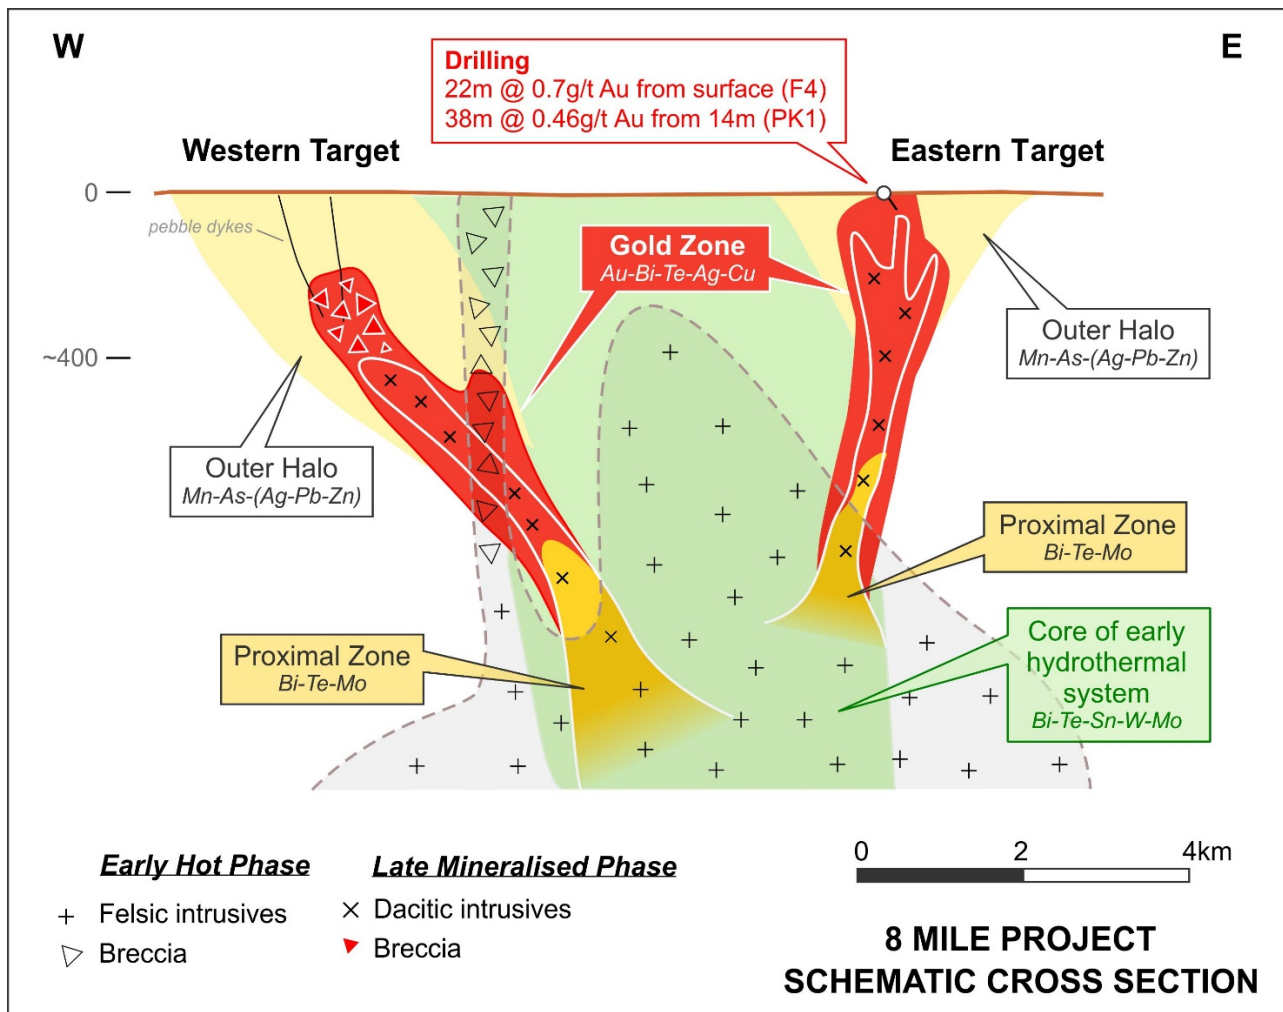 W
E
Drilling
22m @ 0.7g/t Au from surface (F4)
38m @ 0.46g/t Au from 14m (PK1)
Western Target
Eastern Target
0
pebble dykes
Gold Zone
Au-Bi-Te-Ag-Cu
Outer Halo
Mn-As-(Ag-Pb-Zn)
~400
Outer Halo
Mn-As-(Ag-Pb-Zn)
Proximal Zone
Bi-Te-Mo
Proximal Zone
Bi-Te-Mo
Core of early
hydrothermal
system
Bi-Te-Sn-W-Mo
Early Hot Phase
Felsic intrusives
Breccia
Late Mineralised Phase
Dacitic intrusives
Breccia
0 2 4km
8 MILE PROJECT
SCHEMATIC CROSS SECTION